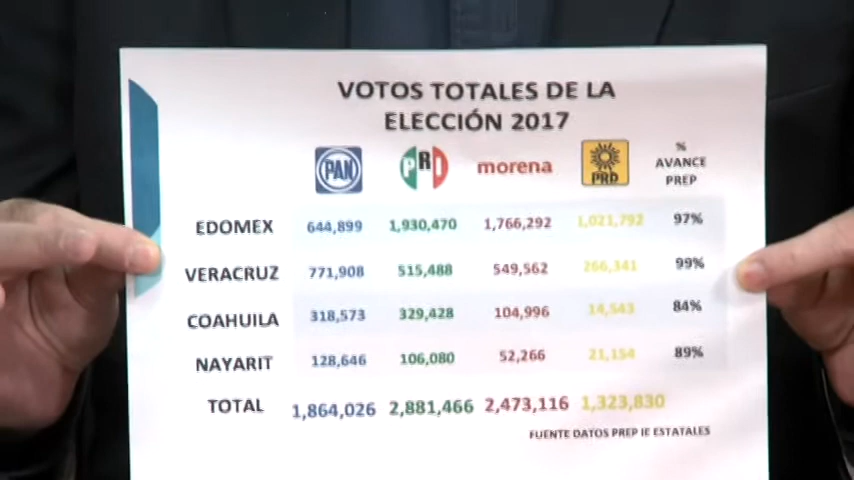 VOTOS TOTALES DE LA
ELECCIÓN 2017
PAN PRI morena PRD % AVANCE PREP
EDOMEX 644,899 1,930,470 1,766,292 1,021,792 97%
VERACRUZ 771,908 515,488 549,562 266,341 99%
COAHUILA 318,573 329,428 104,996 14,543 84%
NAYARIT 128,646 106,080 52,266 21,154 89%
TOTAL 1,864,026 2,881,466 2,473,116 1,323,830
FUENTE DATOS PREP IE ESTATALES